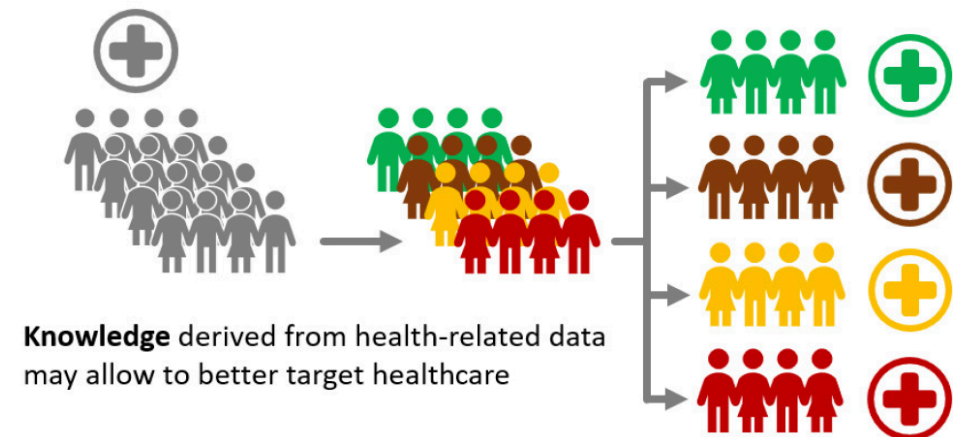 Knowledge derived from health-related data
may allow to better target healthcare